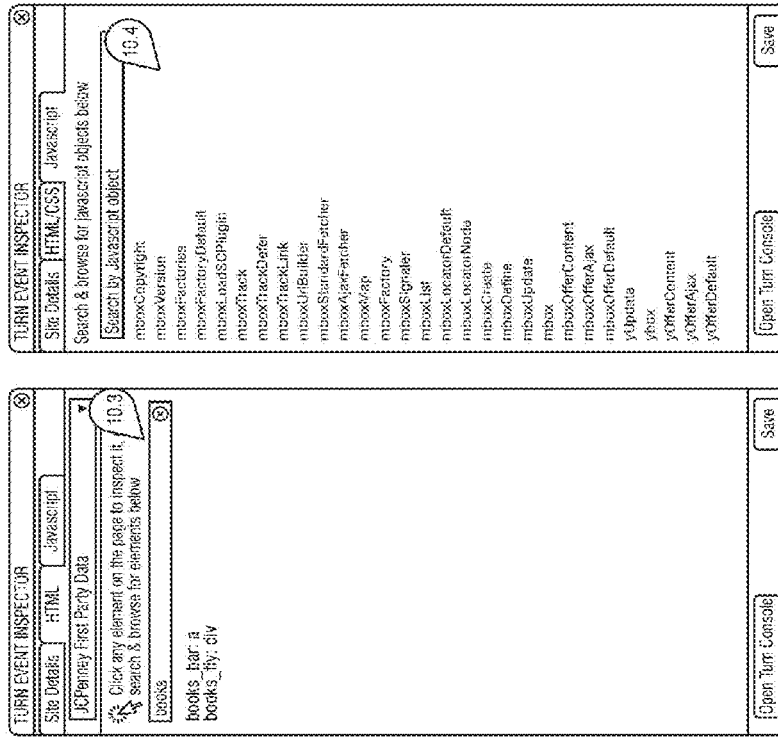 TURN EVENT INSPECTOR
Site Details HTML Javascript
JCPenney First Party Data
10.3
Click any element on the page to inspect it,
search & browse for elements below
books
books_bar: a
books_fly: div
Open Turn Console Save
TURN EVENT INSPECTOR
Site Details HTML/CSS Javascript
Search & browse for javascript objects below
Search by Javascript object
10.4
mboxCopyright
mboxVersion
mboxFactories
mboxFactoryDefault
mboxLoadSCPlugin
mboxTrack
mboxTrackDefer
mboxTrackLink
mboxUrlBuilder
mboxStandardFetcher
mboxAjaxFetcher
mboxMap
mboxFactory
mboxSignaler
mboxList
mboxLocatorDefault
mboxLocatorNode
mboxCreate
mboxDefine
mboxUpdate
mbox
mboxOfferContent
mboxOfferAjax
mboxOfferDefault
yUpdate
ybox
yOfferContent
yOfferAjax
yOfferDefault
Open Turn Console Save